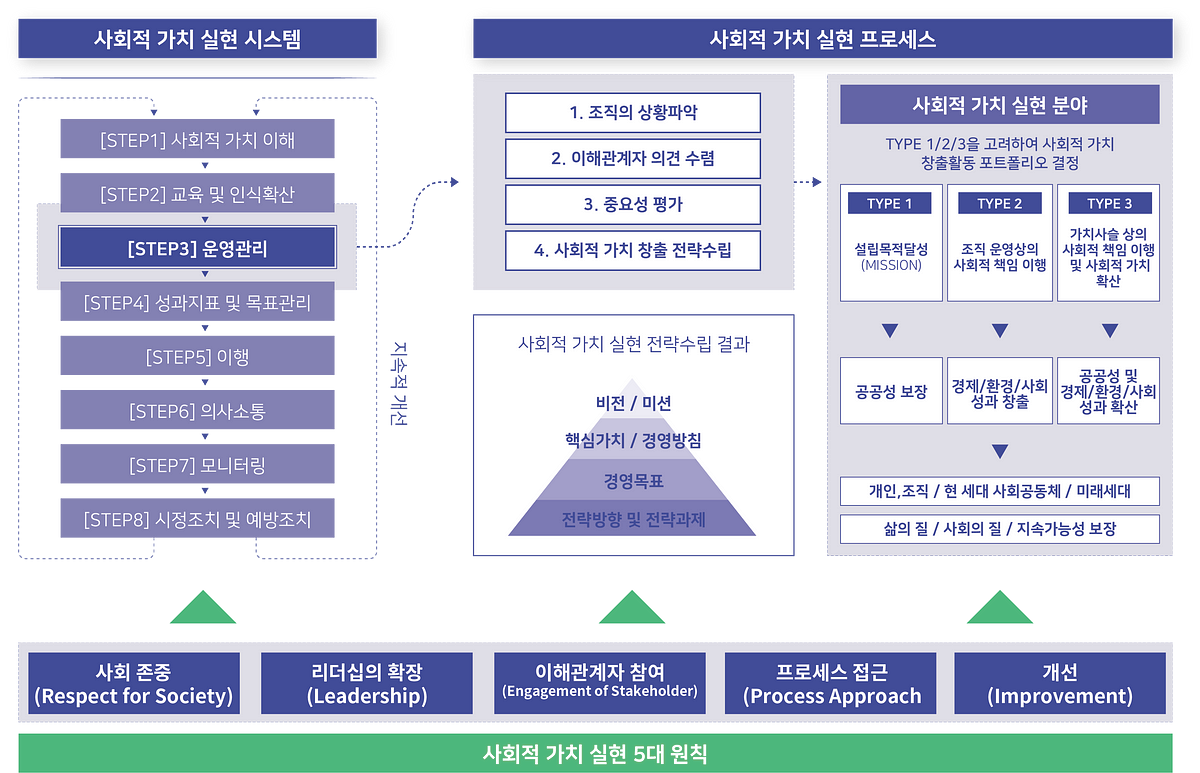 사회적 가치 실현 시스템
[STEP1] 사회적 가치 이해
[STEP2] 교육 및 인식확산
[STEP3] 운영관리
[STEP4] 성과지표 및 목표관리
[STEP5] 이행
[STEP6] 의사소통
[STEP7] 모니터링
[STEP8] 시정조치 및 예방조치
지속적 개선
사회적 가치 실현 프로세스
1. 조직의 상황파악
2. 이해관계자 의견 수렴
3. 중요성 평가
4. 사회적 가치 창출 전략수립
사회적 가치 실현 전략수립 결과
비전 / 미션
핵심가치 / 경영방침
경영목표
전략방향 및 전략과제
사회적 가치 실현 분야
TYPE 1/2/3을 고려하여 사회적 가치
창출활동 포트폴리오 결정
TYPE 1
설립목적달성
(MISSION)
TYPE 2
조직 운영상의
사회적 책임 이행
TYPE 3
가치사슬 상의
사회적 책임 이행
및 사회적 가치
확산
공공성 보장
경제/환경/사회
성과 창출
공공성 및
경제/환경/사회
성과 확산
개인,조직 / 현 세대 사회공동체 / 미래세대
삶의 질 / 사회의 질 / 지속가능성 보장
사회 존중
(Respect for Society)
리더십의 확장
(Leadership)
이해관계자 참여
(Engagement of Stakeholder)
프로세스 접근
(Process Approach
개선
(Improvement)
사회적 가치 실현 5대 원칙